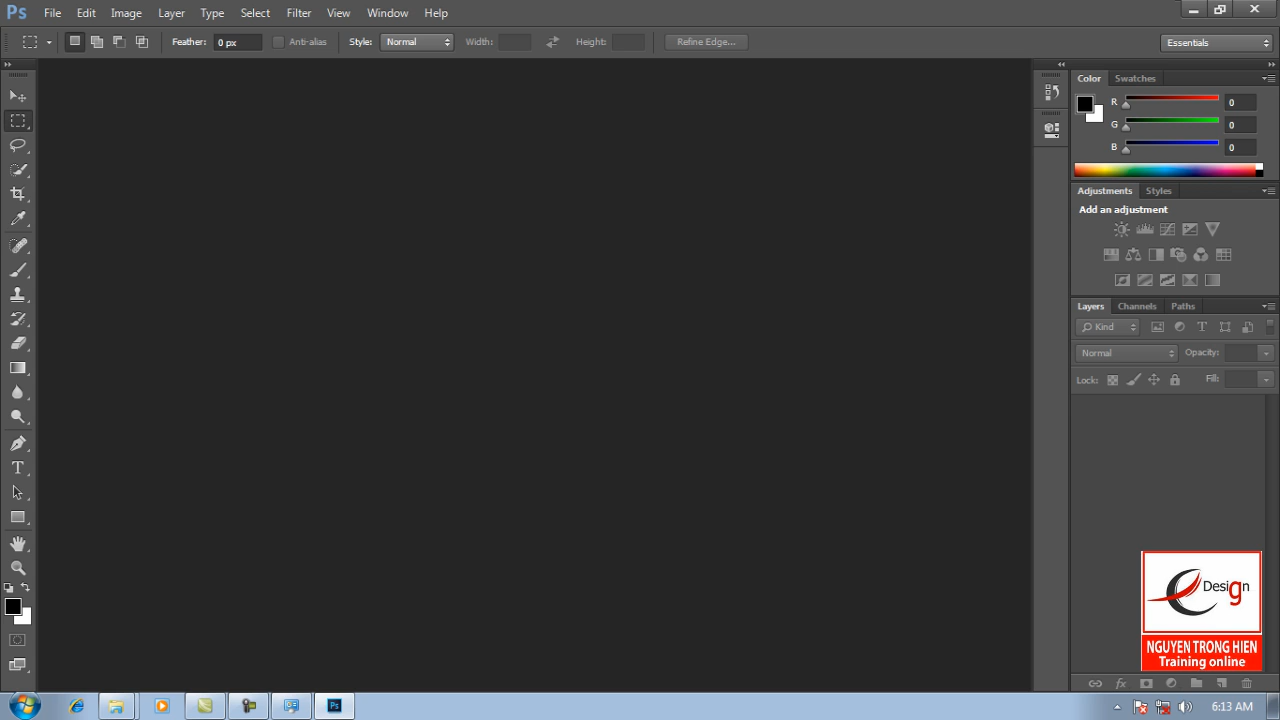 Ps File Edit Image Layer Type Select Filter View Window Help
Feather: 0 px Anti-alias Style: Normal Width: Height: Refine Edge... Essentials
Color Swatches
R 0
G 0
B 0
Adjustments Styles
Add an adjustment
Layers Channels Paths
Kind
Normal Opacity:
Lock: Fill:
Design
NGUYEN TRONG HIEN
Training online
Ps
6:13 AM